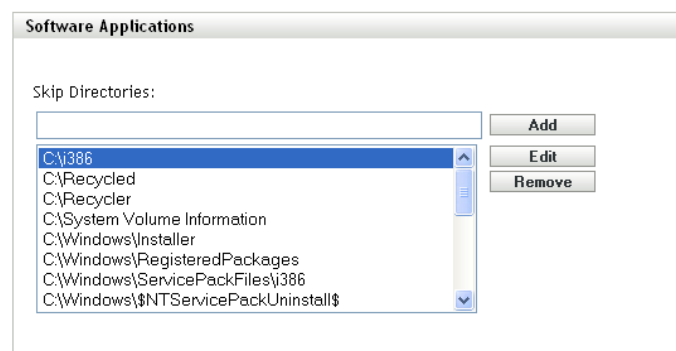 Software Applications
Skip Directories:
Add
C:\i386
Edit
C:\Recycled
Remove
C:\Recycler
C:\System Volume Information
C:\Windows\Installer
C:\Windows\RegisteredPackages
C:\Windows\ServicePackFiles\i386
C:\Windows\$NTServicePackUninstall$